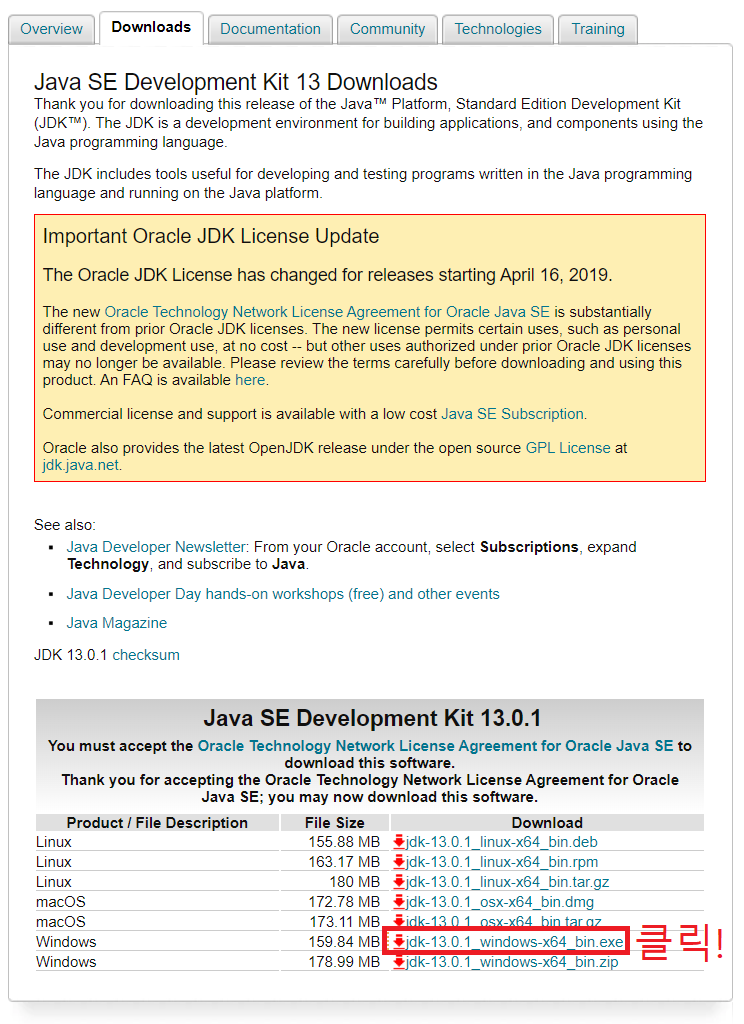 Overview Downloads Documentation Community Technologies Training
Java SE Development Kit 13 Downloads
Thank you for downloading this release of the Java™ Platform, Standard Edition Development Kit
(JDK™). The JDK is a development environment for building applications, and components using the
Java programming language.
The JDK includes tools useful for developing and testing programs written in the Java programming
language and running on the Java platform.
Important Oracle JDK License Update
The Oracle JDK License has changed for releases starting April 16, 2019.
The new Oracle Technology Network License Agreement for Oracle Java SE is substantially
different from prior Oracle JDK licenses. The new license permits certain uses, such as personal
use and development use, at no cost -- but other uses authorized under prior Oracle JDK licenses
may no longer be available. Please review the terms carefully before downloading and using this
product. An FAQ is available here.
Commercial license and support is available with a low cost Java SE Subscription.
Oracle also provides the latest OpenJDK release under the open source GPL License at
jdk.java.net.
See also:
▪ Java Developer Newsletter: From your Oracle account, select Subscriptions, expand
Technology, and subscribe to Java.
▪ Java Developer Day hands-on workshops (free) and other events
▪ Java Magazine
JDK 13.0.1 checksum
Java SE Development Kit 13.0.1
You must accept the Oracle Technology Network License Agreement for Oracle Java SE to
download this software.
Thank you for accepting the Oracle Technology Network License Agreement for Oracle
Java SE; you may now download this software.
Product / File Description File Size Download
Linux 155.88 MB jdk-13.0.1_linux-x64_bin.deb
Linux 163.17 MB jdk-13.0.1_linux-x64_bin.rpm
Linux 180 MB jdk-13.0.1_linux-x64_bin.tar.gz
macOS 172.78 MB jdk-13.0.1_osx-x64_bin.dmg
macOS 173.11 MB jdk-13.0.1_osx-x64_bin.tar.gz
Windows 159.84 MB jdk-13.0.1_windows-x64_bin.exe 클릭!
Windows 178.99 MB jdk-13.0.1_windows-x64_bin.zip